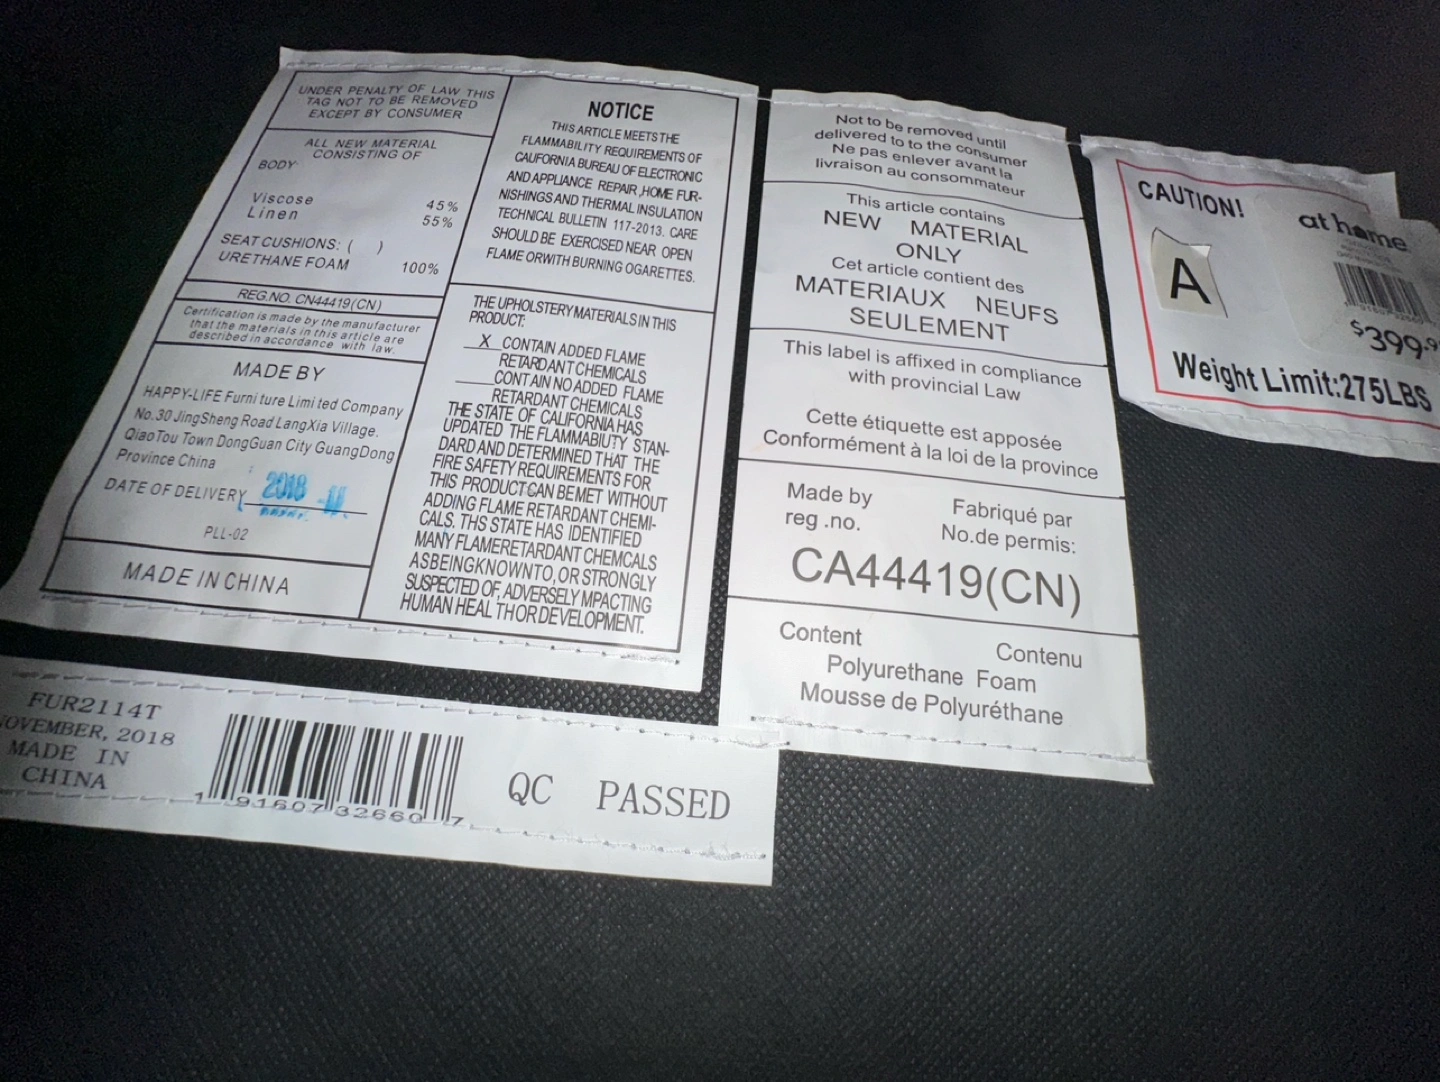 UNDER PENALTY OF LAW THIS
TAG NOT TO BE REMOVED
EXCEPT BY CONSUMER
ALL NEW MATERIAL
CONSISTING OF
BODY:
Viscose 45%
Linen 55%
SEAT CUSHIONS: ( )
URETHANE FOAM 100%
REG.NO. CN44419(CN)
Certification is made by the manufacturer
that the materials in this article are
described in accordance with law.
MADE BY
HAPPY-LIFE Furni ture Limi ted Company
No.30 JingSheng Road LangXia Village.
QiaoTou Town DongGuan City GuangDong
Province China
DATE OF DELIVERY 2018 -11
PLL-02
MADE IN CHINA
NOTICE
THIS ARTICLE MEETS THE
FLAMMABILITY REQUIREMENTS OF
CAUFORNIA BUREAU OF ELECTRONIC
AND APPLIANCE REPAIR ,HOME FUR-
NISHINGS AND THERMAL INSULATION
TECHNICAL BULLETIN 117-2013. CARE
SHOULD BE EXERCISED NEAR OPEN
FLAME ORWITH BURNING OGARETTES.
THE UPHOLSTERY MATERIALS IN THIS
PRODUCT:
X CONTAIN ADDED FLAME
RETARDANT CHEMICALS
CONTAIN NO ADDED FLAME
RETARDANT CHEMICALS
THE STATE OF CALIFORNIA HAS
UPDATED THE FLAMMABIUTY STAN-
DARD AND DETERMINED THAT THE
FIRE SAFETY REQUIREMENTS FOR
THIS PRODUCT CAN BEMET WITHOUT
ADDING FLAME RETARDANT CHEMI-
CALS. THS STATE HAS IDENTIFIED
MANY FLAMERETARDANT CHEMCALS
ASBEINGKNOWNTO, OR STRONGLY
SUSPECTED OF, ADVERSELY MPACTING
HUMAN HEAL TH OR DEVELOPMENT.
Not to be removed until
delivered to to the consumer
Ne pas enlever avant la
livraison au consommateur
This article contains
NEW MATERIAL
ONLY
Cet article contient des
MATERIAUX NEUFS
SEULEMENT
This label is affixed in compliance
with provincial Law
Cette étiquette est apposée
Conformément à la loi de la province
Made by Fabriqué par
reg .no. No.de permis:
CA44419(CN)
Content Contenu
Polyurethane Foam
Mousse de Polyuréthane
CAUTION!
A
at home
$399.9
Weight Limit:275LBS
FUR2114T
NOVEMBER, 2018
MADE IN
CHINA
1 91607 32660 7
QC PASSED